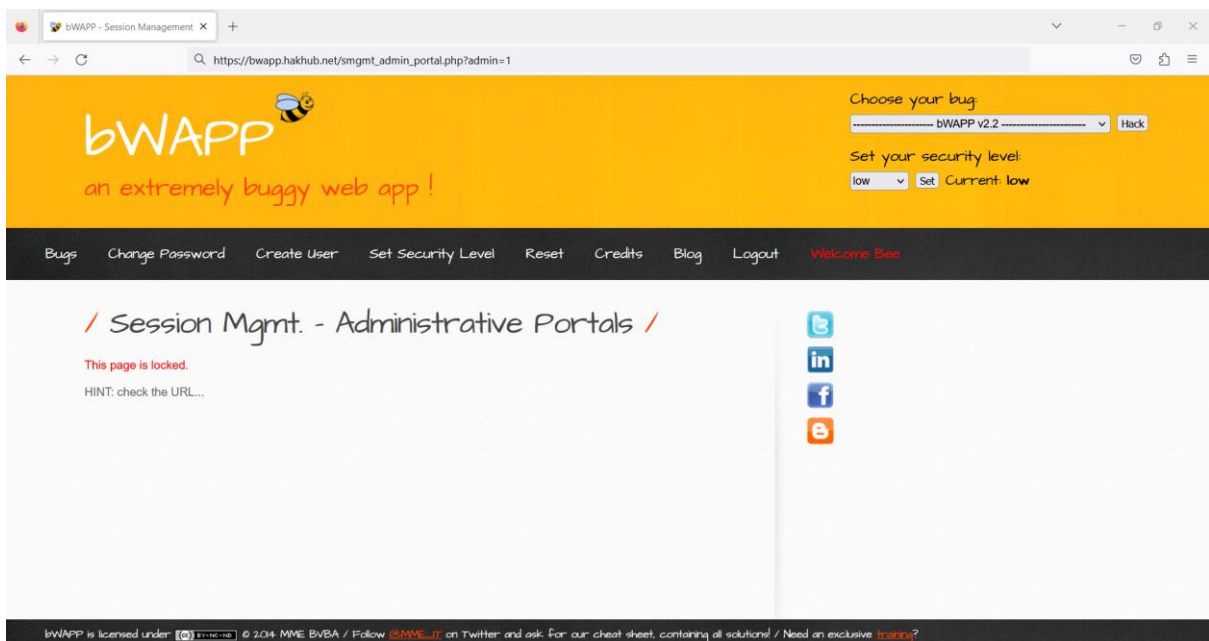 bWAPP - Session Management
https://bwapp.hakhub.net/smgmt_admin_portal.php?admin=1
bWAPP
an extremely buggy web app !
Choose your bug:
---------------------- bWAPP v2.2 ----------------------- Hack
Set your security level:
low Set Current: low
Bugs Change Password Create User Set Security Level Reset Credits Blog Logout Welcome Bee
/ Session Mgmt. - Administrative Portals /
This page is locked.
HINT: check the URL...
bWAPP is licensed under (cc) BY-NC-ND © 2014 MME BVBA / Follow @MME_IT on Twitter and ask for our cheat sheet, containing all solutions! / Need an exclusive training?